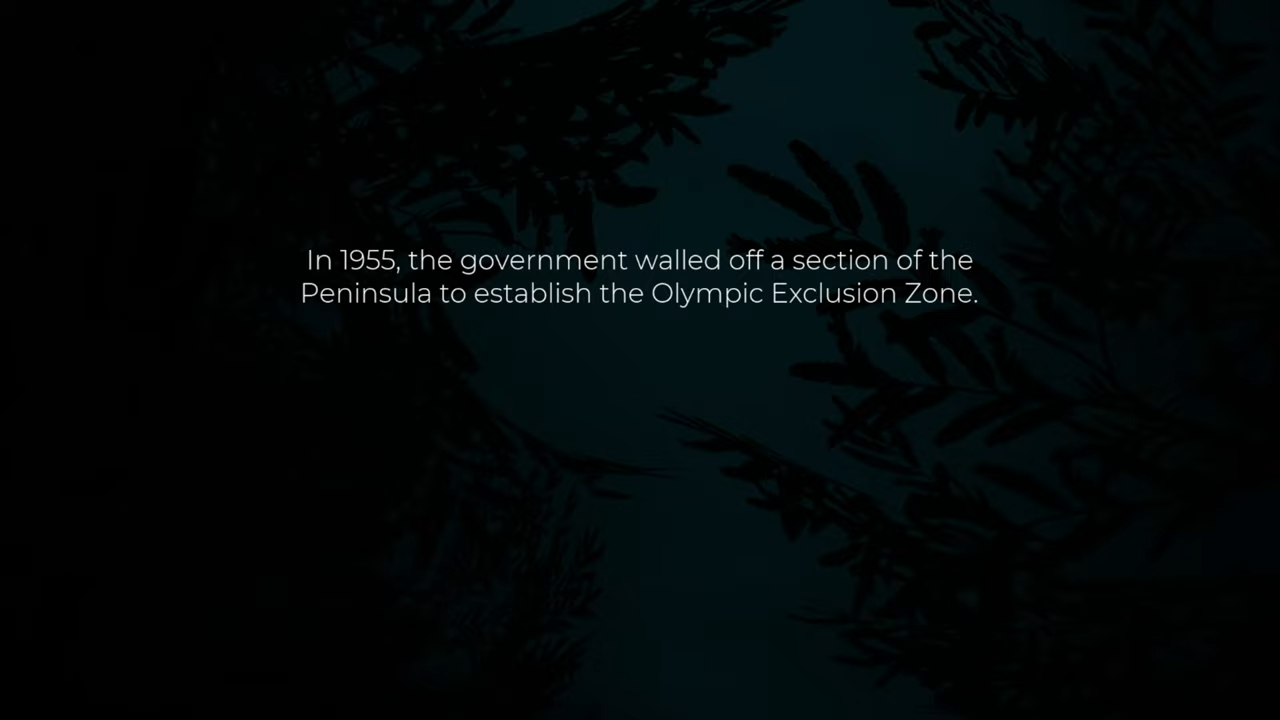 In 1955, the government walled off a section of the
Peninsula to establish the Olympic Exclusion Zone.